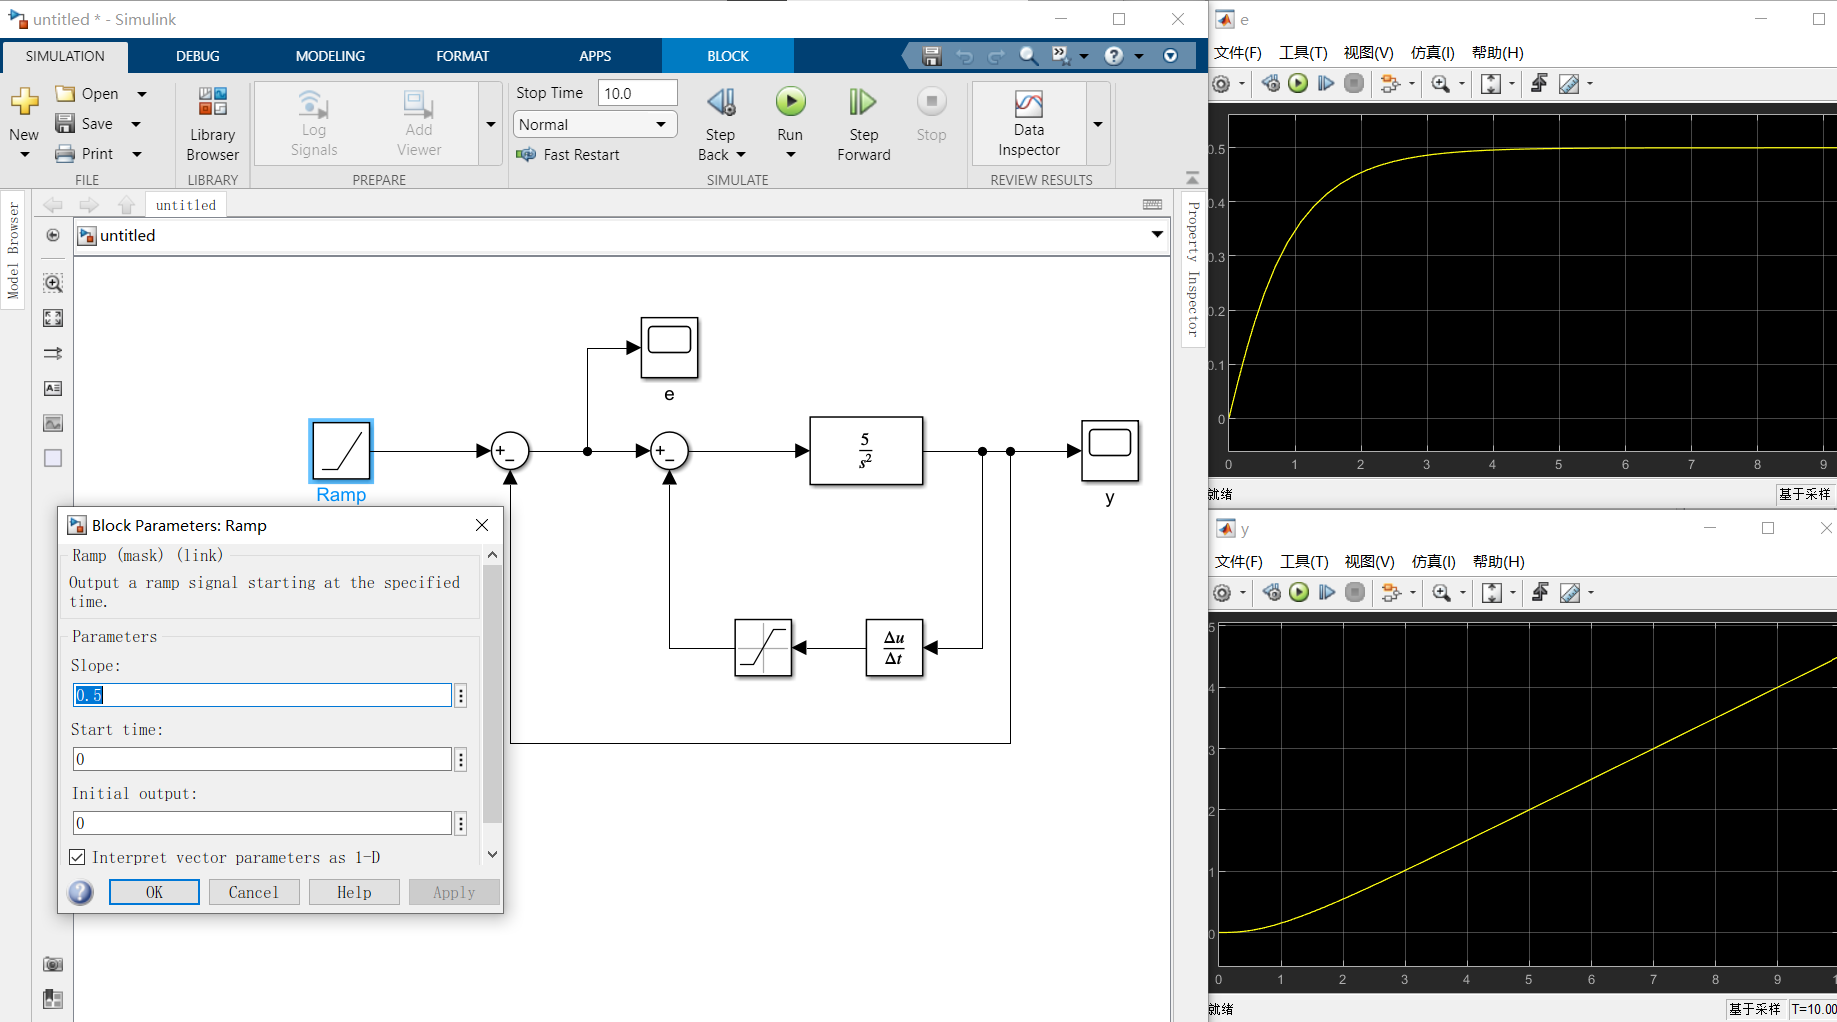 untitled * - Simulink
SIMULATION DEBUG MODELING FORMAT APPS BLOCK
New
Open
Save
Print
FILE
Library
Browser
LIBRARY
Log
Signals
Add
Viewer
PREPARE
Stop Time 10.0
Normal
Fast Restart
Step
Back
Run
Step
Forward
Stop
SIMULATE
Data
Inspector
REVIEW RESULTS
Model Browser
untitled
untitled
Property Inspector
e
Ramp
+
−
+
−
5
s²
y
Δu
Δt
Block Parameters: Ramp
Ramp (mask) (link)
Output a ramp signal starting at the specified
time.
Parameters
Slope:
0.5
Start time:
0
Initial output:
0
Interpret vector parameters as 1-D
OK Cancel Help Apply
e
文件(F) 工具(T) 视图(V) 仿真(I) 帮助(H)
0.5
0.4
0.3
0.2
0.1
0
0 1 2 3 4 5 6 7 8 9
就绪 基于采样
y
文件(F) 工具(T) 视图(V) 仿真(I) 帮助(H)
5
4
3
2
1
0
0 1 2 3 4 5 6 7 8 9 1
就绪 基于采样 T=10.00